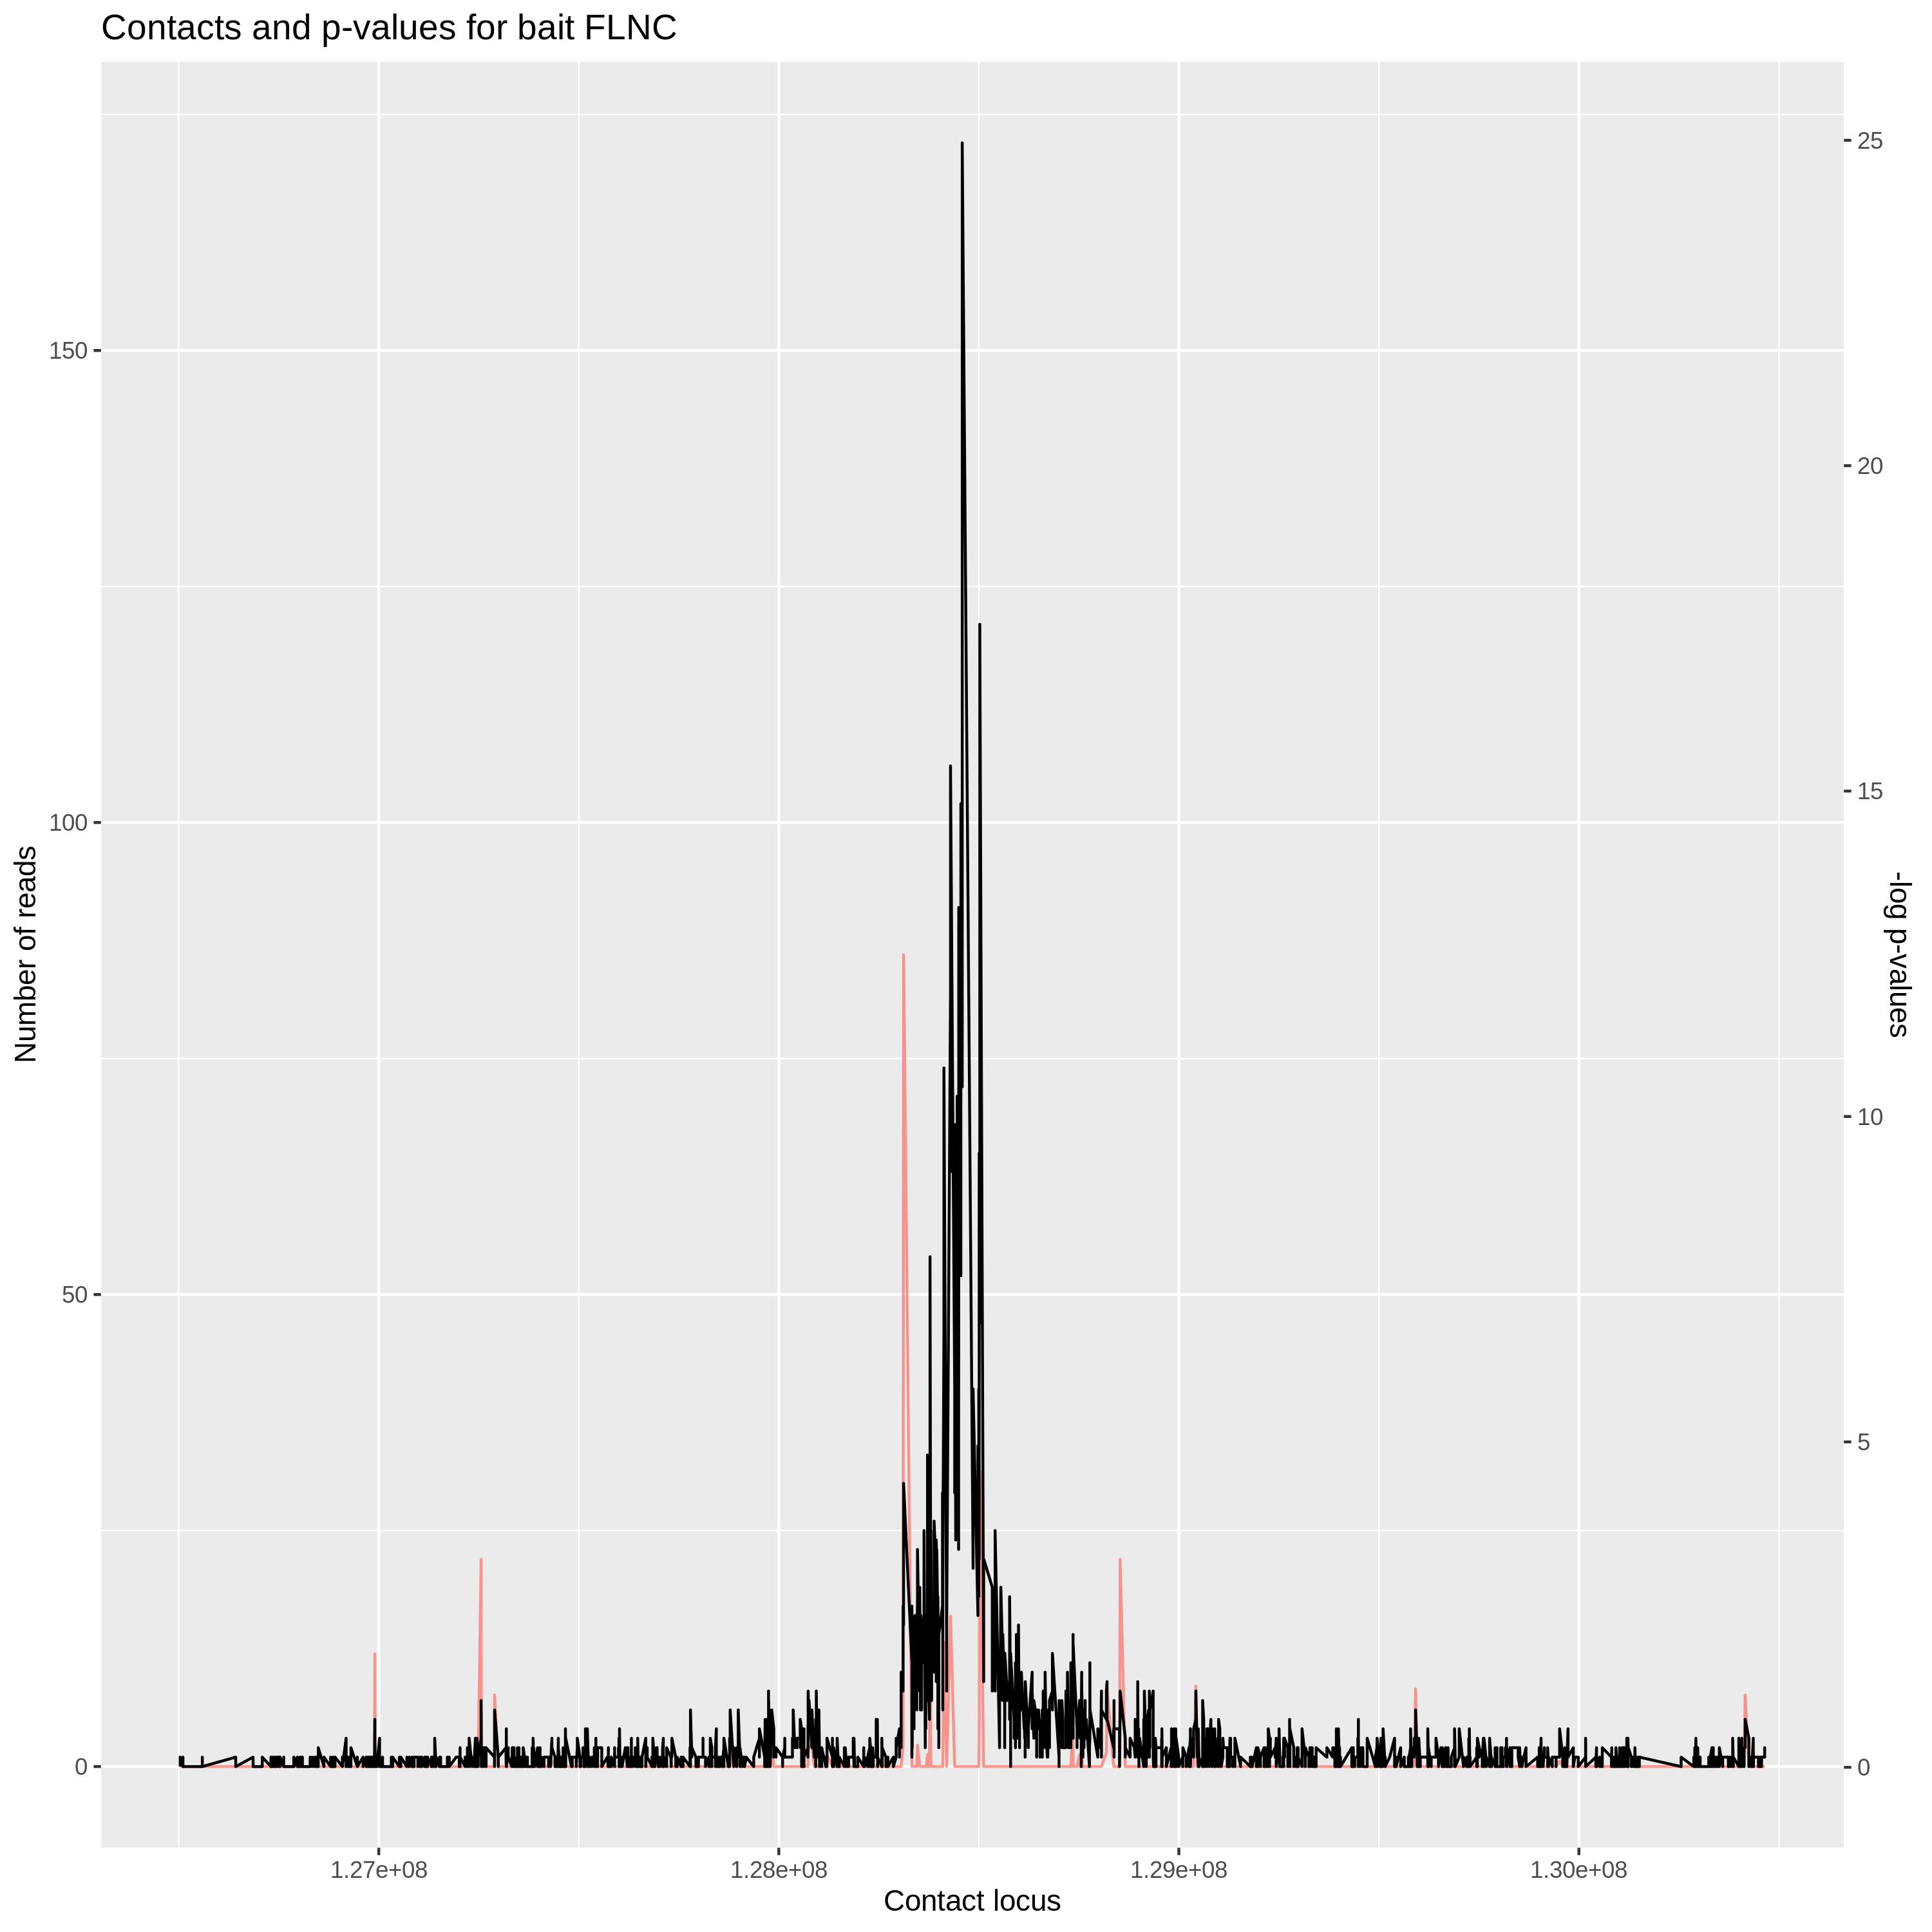 Contacts and p-values for bait FLNC
150
100
50
0
Number of reads
25
20
15
10
5
0
-log p-values
1.27e+08
1.28e+08
1.29e+08
1.30e+08
Contact locus